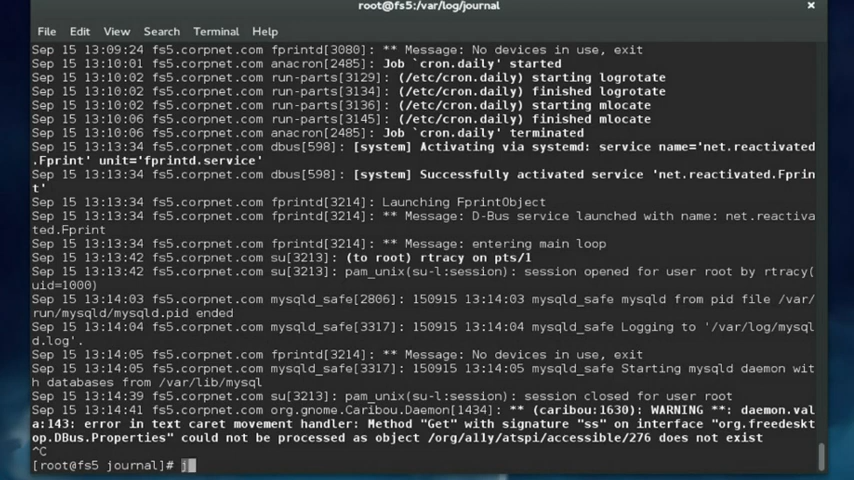 root@fs5:/var/log/journal
×
File Edit View Search Terminal Help
Sep 15 13:09:24 fs5.corpnet.com fprintd[3080]: ** Message: No devices in use, exit
Sep 15 13:10:01 fs5.corpnet.com anacron[2485]: Job `cron.daily' started
Sep 15 13:10:02 fs5.corpnet.com run-parts[3129]: (/etc/cron.daily) starting logrotate
Sep 15 13:10:02 fs5.corpnet.com run-parts[3134]: (/etc/cron.daily) finished logrotate
Sep 15 13:10:02 fs5.corpnet.com run-parts[3136]: (/etc/cron.daily) starting mlocate
Sep 15 13:10:06 fs5.corpnet.com run-parts[3145]: (/etc/cron.daily) finished mlocate
Sep 15 13:10:06 fs5.corpnet.com anacron[2485]: Job `cron.daily' terminated
Sep 15 13:13:34 fs5.corpnet.com dbus[598]: [system] Activating via systemd: service name='net.reactivated
.Fprint' unit='fprintd.service'
Sep 15 13:13:34 fs5.corpnet.com dbus[598]: [system] Successfully activated service 'net.reactivated.Fprin
t'
Sep 15 13:13:34 fs5.corpnet.com fprintd[3214]: Launching FprintObject
Sep 15 13:13:34 fs5.corpnet.com fprintd[3214]: ** Message: D-Bus service launched with name: net.reactiva
ted.Fprint
Sep 15 13:13:34 fs5.corpnet.com fprintd[3214]: ** Message: entering main loop
Sep 15 13:13:42 fs5.corpnet.com su[3213]: (to root) rtracy on pts/1
Sep 15 13:13:42 fs5.corpnet.com su[3213]: pam_unix(su-l:session): session opened for user root by rtracy(
uid=1000)
Sep 15 13:14:03 fs5.corpnet.com mysqld_safe[2806]: 150915 13:14:03 mysqld_safe mysqld from pid file /var/
run/mysqld/mysqld.pid ended
Sep 15 13:14:04 fs5.corpnet.com mysqld_safe[3317]: 150915 13:14:04 mysqld_safe Logging to '/var/log/mysql
d.log'.
Sep 15 13:14:05 fs5.corpnet.com fprintd[3214]: ** Message: No devices in use, exit
Sep 15 13:14:05 fs5.corpnet.com mysqld_safe[3317]: 150915 13:14:05 mysqld_safe Starting mysqld daemon wit
h databases from /var/lib/mysql
Sep 15 13:14:39 fs5.corpnet.com su[3213]: pam_unix(su-l:session): session closed for user root
Sep 15 13:14:41 fs5.corpnet.com org.gnome.Caribou.Daemon[1434]: ** (caribou:1630): WARNING **: daemon.val
a:143: error in text caret movement handler: Method "Get" with signature "ss" on interface "org.freedeskt
op.DBus.Properties" could not be processed as object /org/a11y/atspi/accessible/276 does not exist
^C
[root@fs5 journal]# j